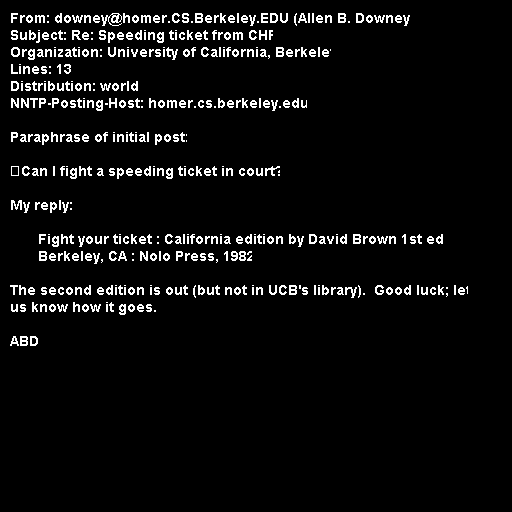 From: downey@homer.CS.Berkeley.EDU (Allen B. Downey
Subject: Re: Speeding ticket from CHP
Organization: University of California, Berkeley
Lines: 13
Distribution: world
NNTP-Posting-Host: homer.cs.berkeley.edu
Paraphrase of initial post:
Can I fight a speeding ticket in court?
My reply:
Fight your ticket : California edition by David Brown 1st ed
Berkeley, CA : Nolo Press, 1982
The second edition is out (but not in UCB's library).  Good luck; let
us know how it goes.
ABD